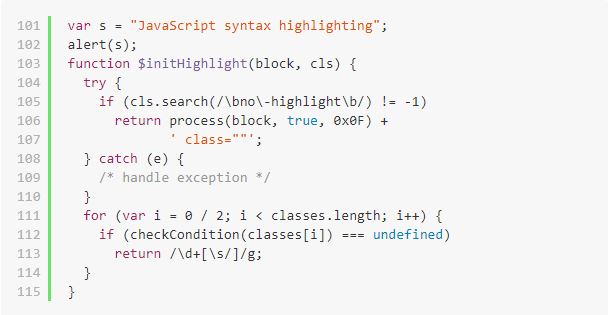 101 var s = "JavaScript syntax highlighting";
102 alert(s);
103 function $initHighlight(block, cls) {
104   try {
105     if (cls.search(/\bno\-highlight\b/) != -1)
106       return process(block, true, 0x0F) +
107              ' class=""';
108   } catch (e) {
109     /* handle exception */
110   }
111   for (var i = 0 / 2; i < classes.length; i++) {
112     if (checkCondition(classes[i]) === undefined)
113       return /\d+[\s/]/g;
114   }
115 }